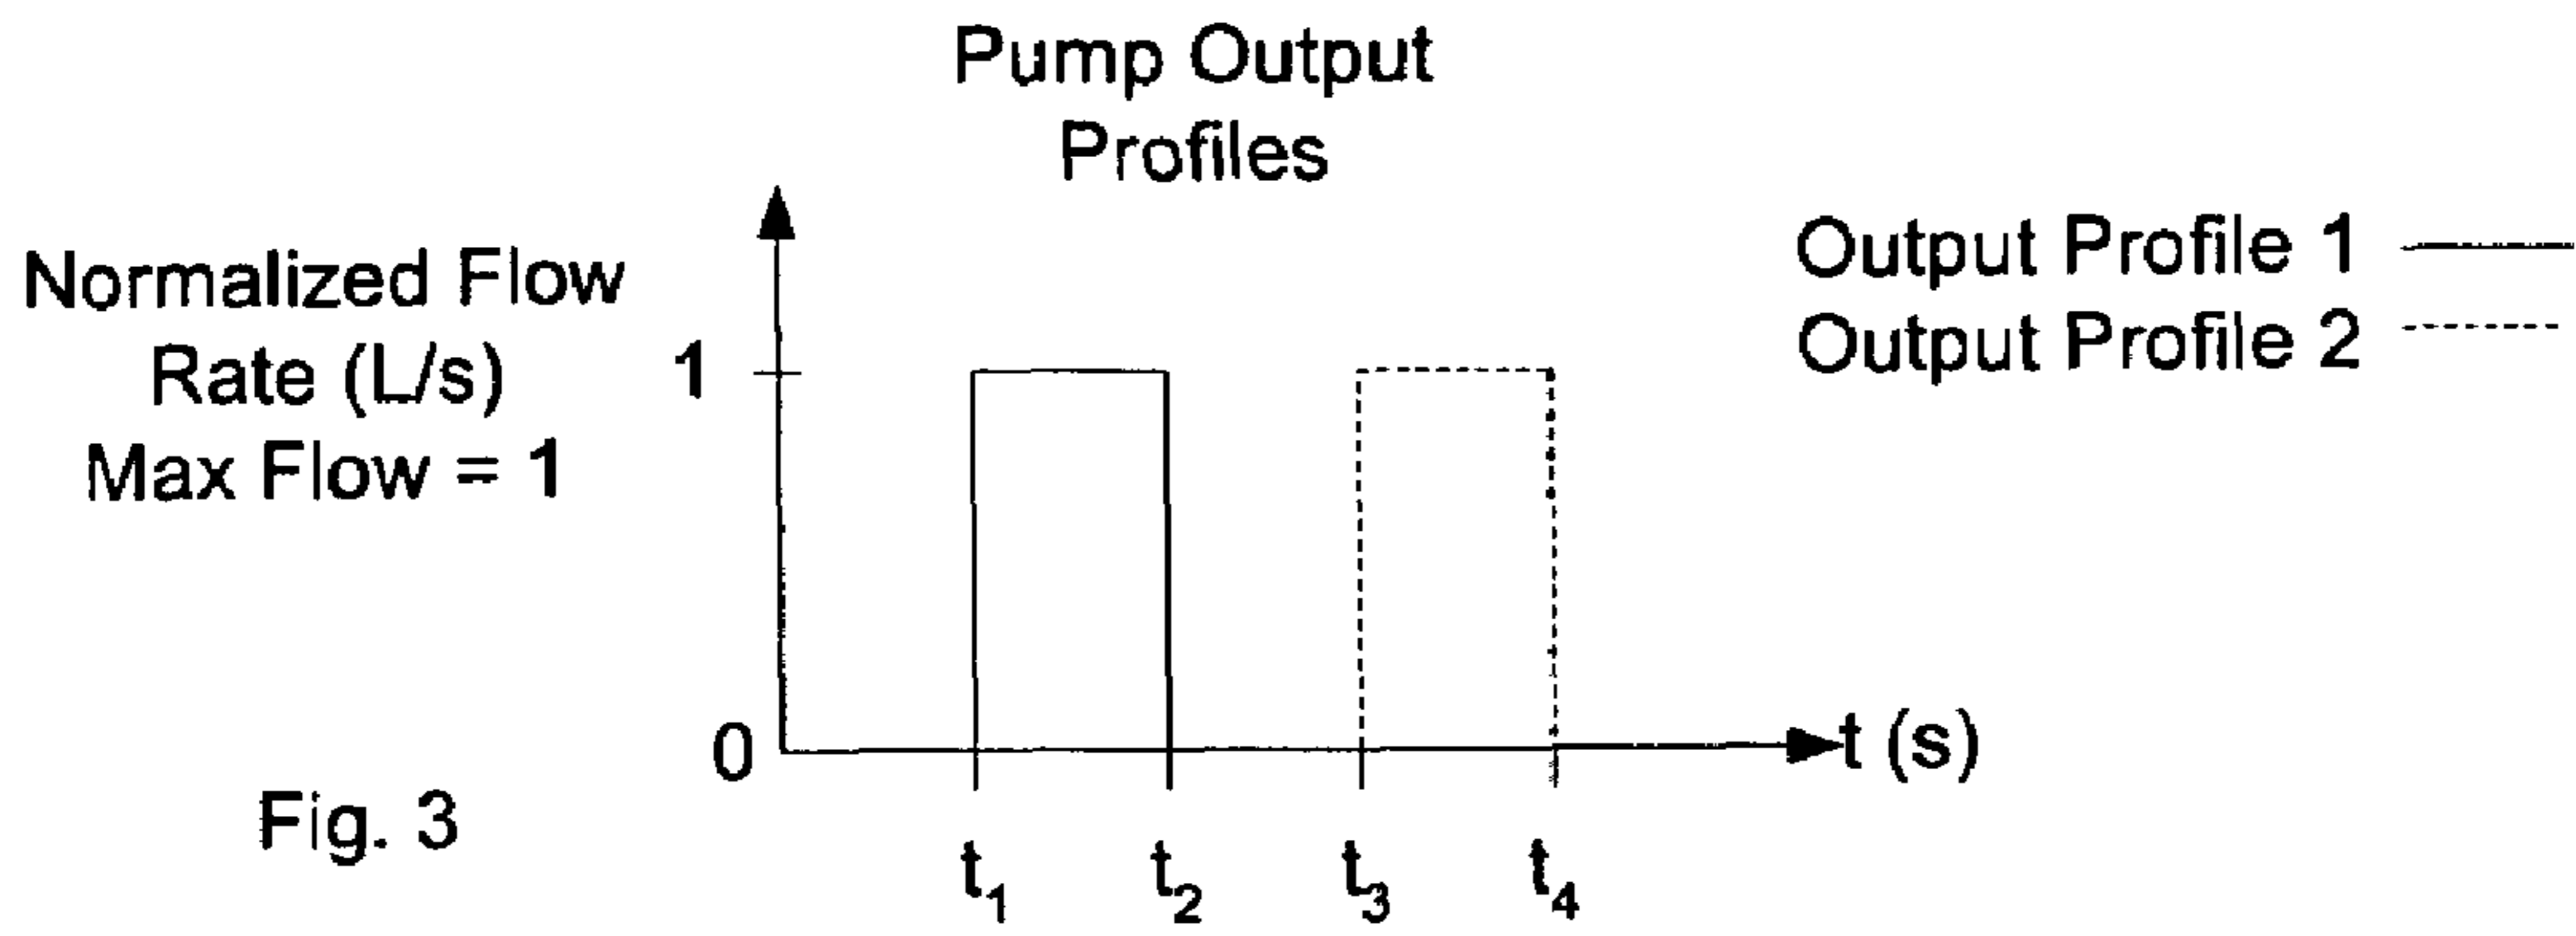 Pump Output
Profiles
Normalized Flow
Rate (L/s)
Max Flow = 1
Output Profile 1
Output Profile 2
1
0
t (s)
t₁
t₂
t₃
t₄
Fig. 3